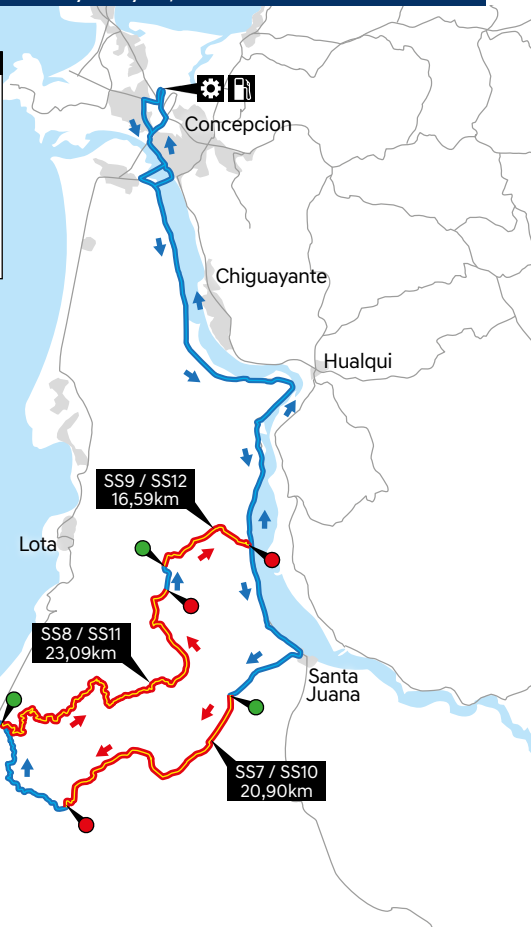 Concepcion
Chiguayante
Hualqui
SS9 / SS12
16,59km
Lota
SS8 / SS11
23,09km
Santa
Juana
SS7 / SS10
20,90km